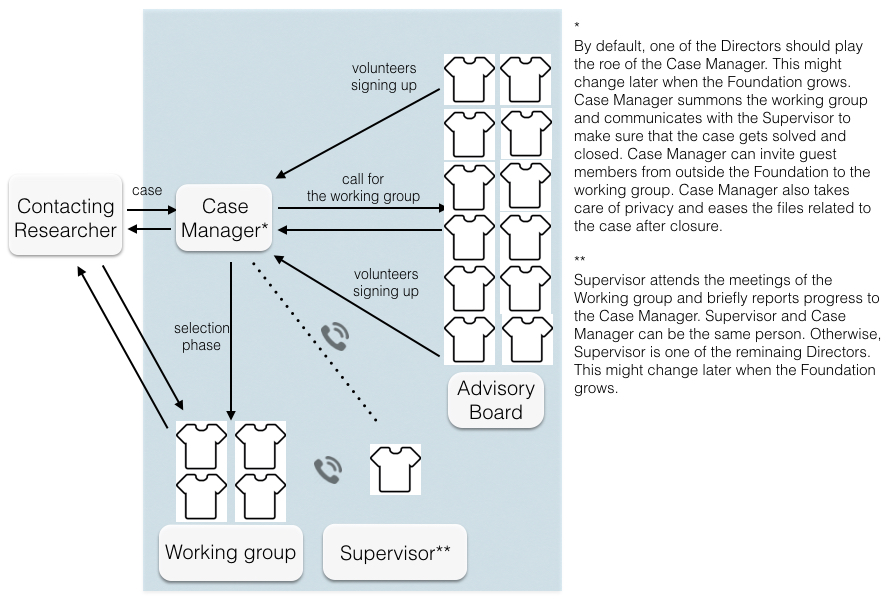 volunteers
signing up
case
call for
the working group
Contacting
Researcher
Case
Manager*
volunteers
signing up
selection
phase
Advisory
Board
Working group
Supervisor**
*
By default, one of the Directors should play
the roe of the Case Manager. This might
change later when the Foundation grows.
Case Manager summons the working group
and communicates with the Supervisor to
make sure that the case gets solved and
closed. Case Manager can invite guest
members from outside the Foundation to the
working group. Case Manager also takes
care of privacy and eases the files related to
the case after closure.
**
Supervisor attends the meetings of the
Working group and briefly reports progress to
the Case Manager. Supervisor and Case
Manager can be the same person. Otherwise,
Supervisor is one of the reminaing Directors.
This might change later when the Foundation
grows.